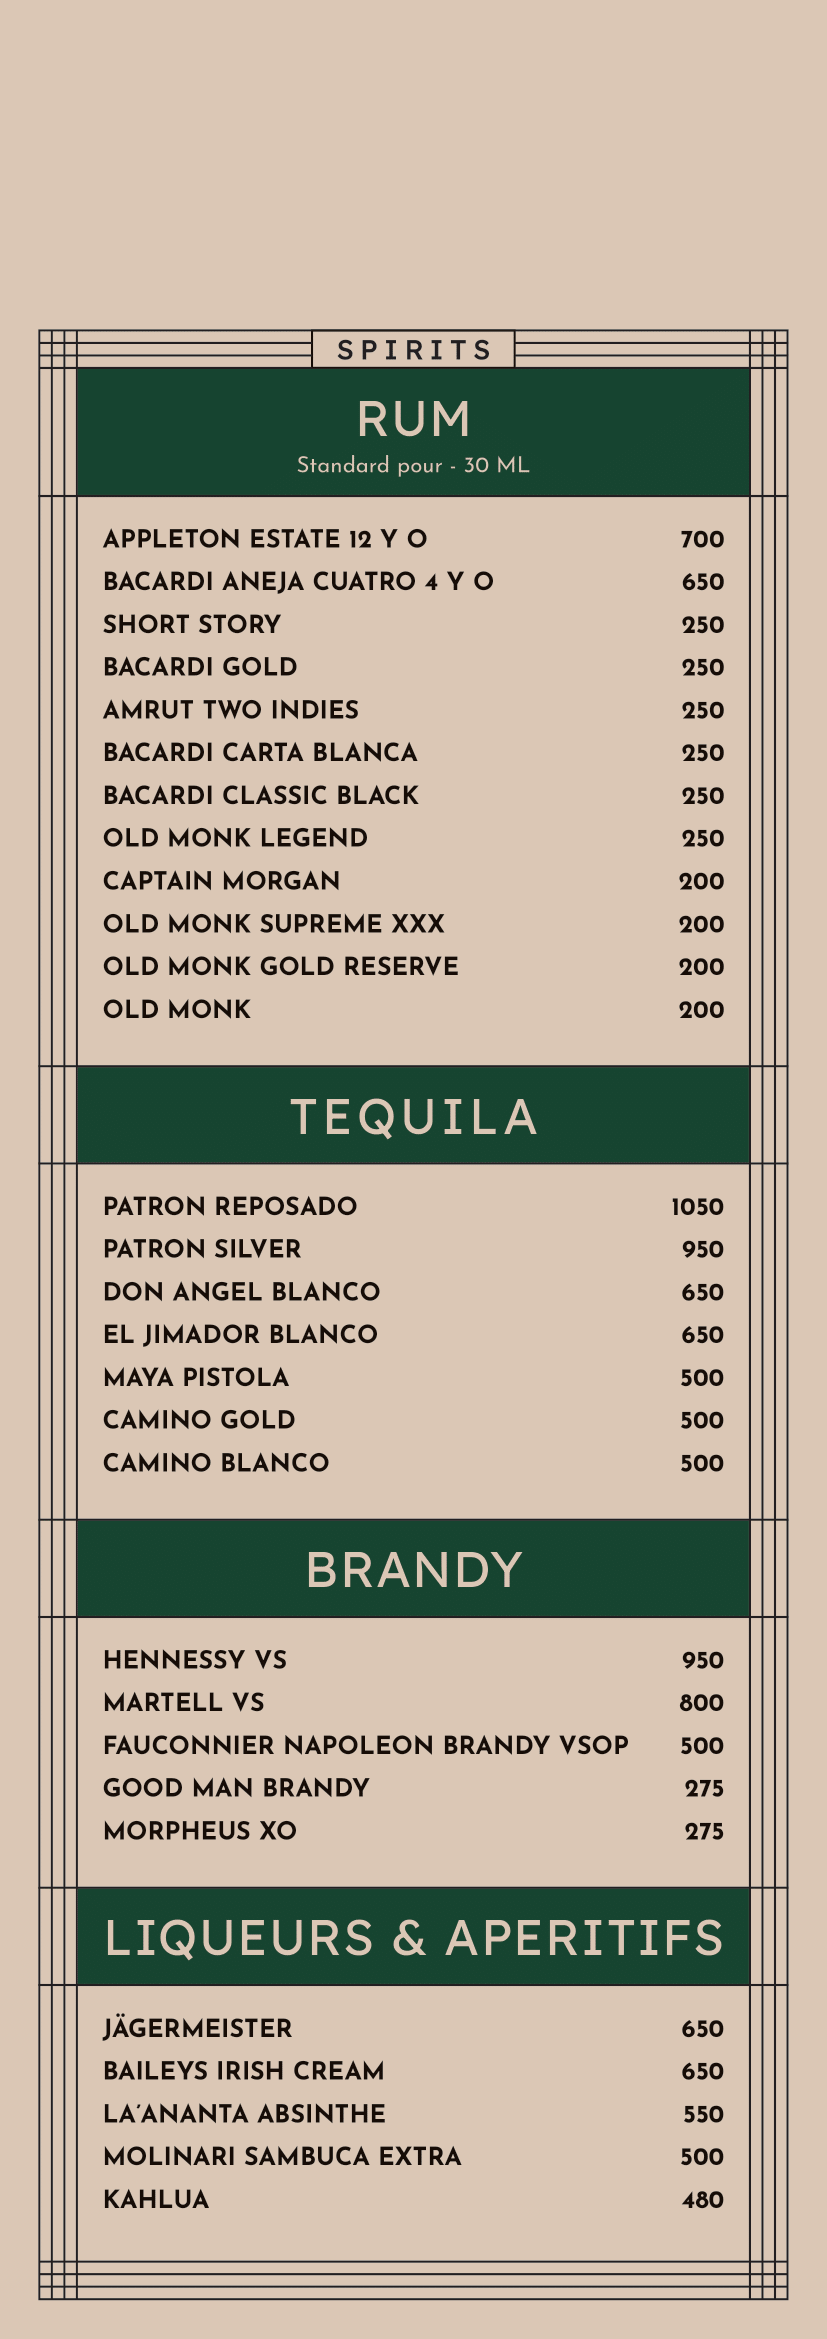 SPIRITS
RUM
Standard pour - 30 ML
APPLETON ESTATE 12 Y O 700
BACARDI ANEJA CUATRO 4 Y O 650
SHORT STORY 250
BACARDI GOLD 250
AMRUT TWO INDIES 250
BACARDI CARTA BLANCA 250
BACARDI CLASSIC BLACK 250
OLD MONK LEGEND 250
CAPTAIN MORGAN 200
OLD MONK SUPREME XXX 200
OLD MONK GOLD RESERVE 200
OLD MONK 200
TEQUILA
PATRON REPOSADO 1050
PATRON SILVER 950
DON ANGEL BLANCO 650
EL JIMADOR BLANCO 650
MAYA PISTOLA 500
CAMINO GOLD 500
CAMINO BLANCO 500
BRANDY
HENNESSY VS 950
MARTELL VS 800
FAUCONNIER NAPOLEON BRANDY VSOP 500
GOOD MAN BRANDY 275
MORPHEUS XO 275
LIQUEURS & APERITIFS
JÄGERMEISTER 650
BAILEYS IRISH CREAM 650
LA’ANANTA ABSINTHE 550
MOLINARI SAMBUCA EXTRA 500
KAHLUA 480